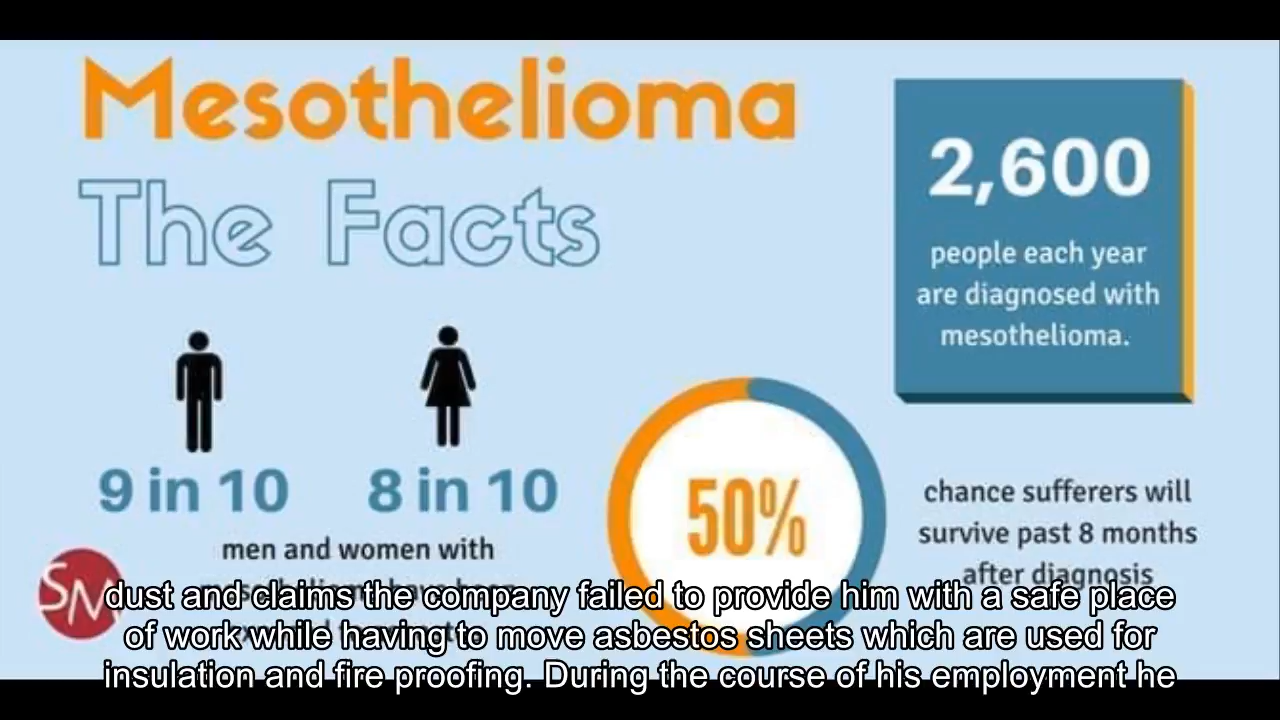 Mesothelioma
The Facts
2,600
people each year
are diagnosed with
mesothelioma.
9 in 10
8 in 10
men and women with
50%
chance sufferers will
survive past 8 months
after diagnosis
SM
dust and claims the company failed to provide him with a safe place
of work while having to move asbestos sheets which are used for
insulation and fire proofing. During the course of his employment he